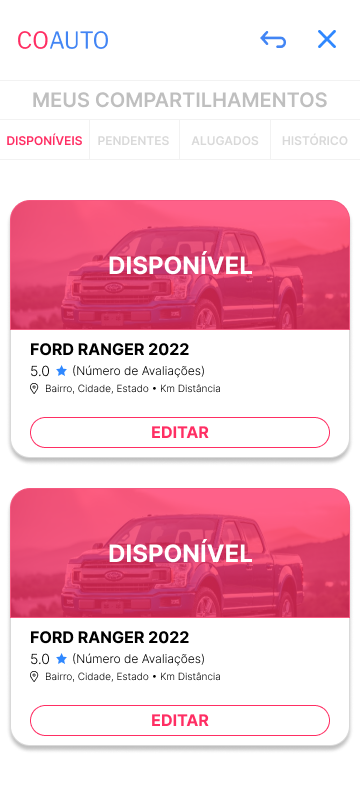 COAUTO
MEUS COMPARTILHAMENTOS
DISPONÍVEIS PENDENTES ALUGADOS HISTÓRICO
DISPONÍVEL
FORD RANGER 2022
5.0 (Número de Avaliações)
Bairro, Cidade, Estado • Km Distância
EDITAR
DISPONÍVEL
FORD RANGER 2022
5.0 (Número de Avaliações)
Bairro, Cidade, Estado • Km Distância
EDITAR